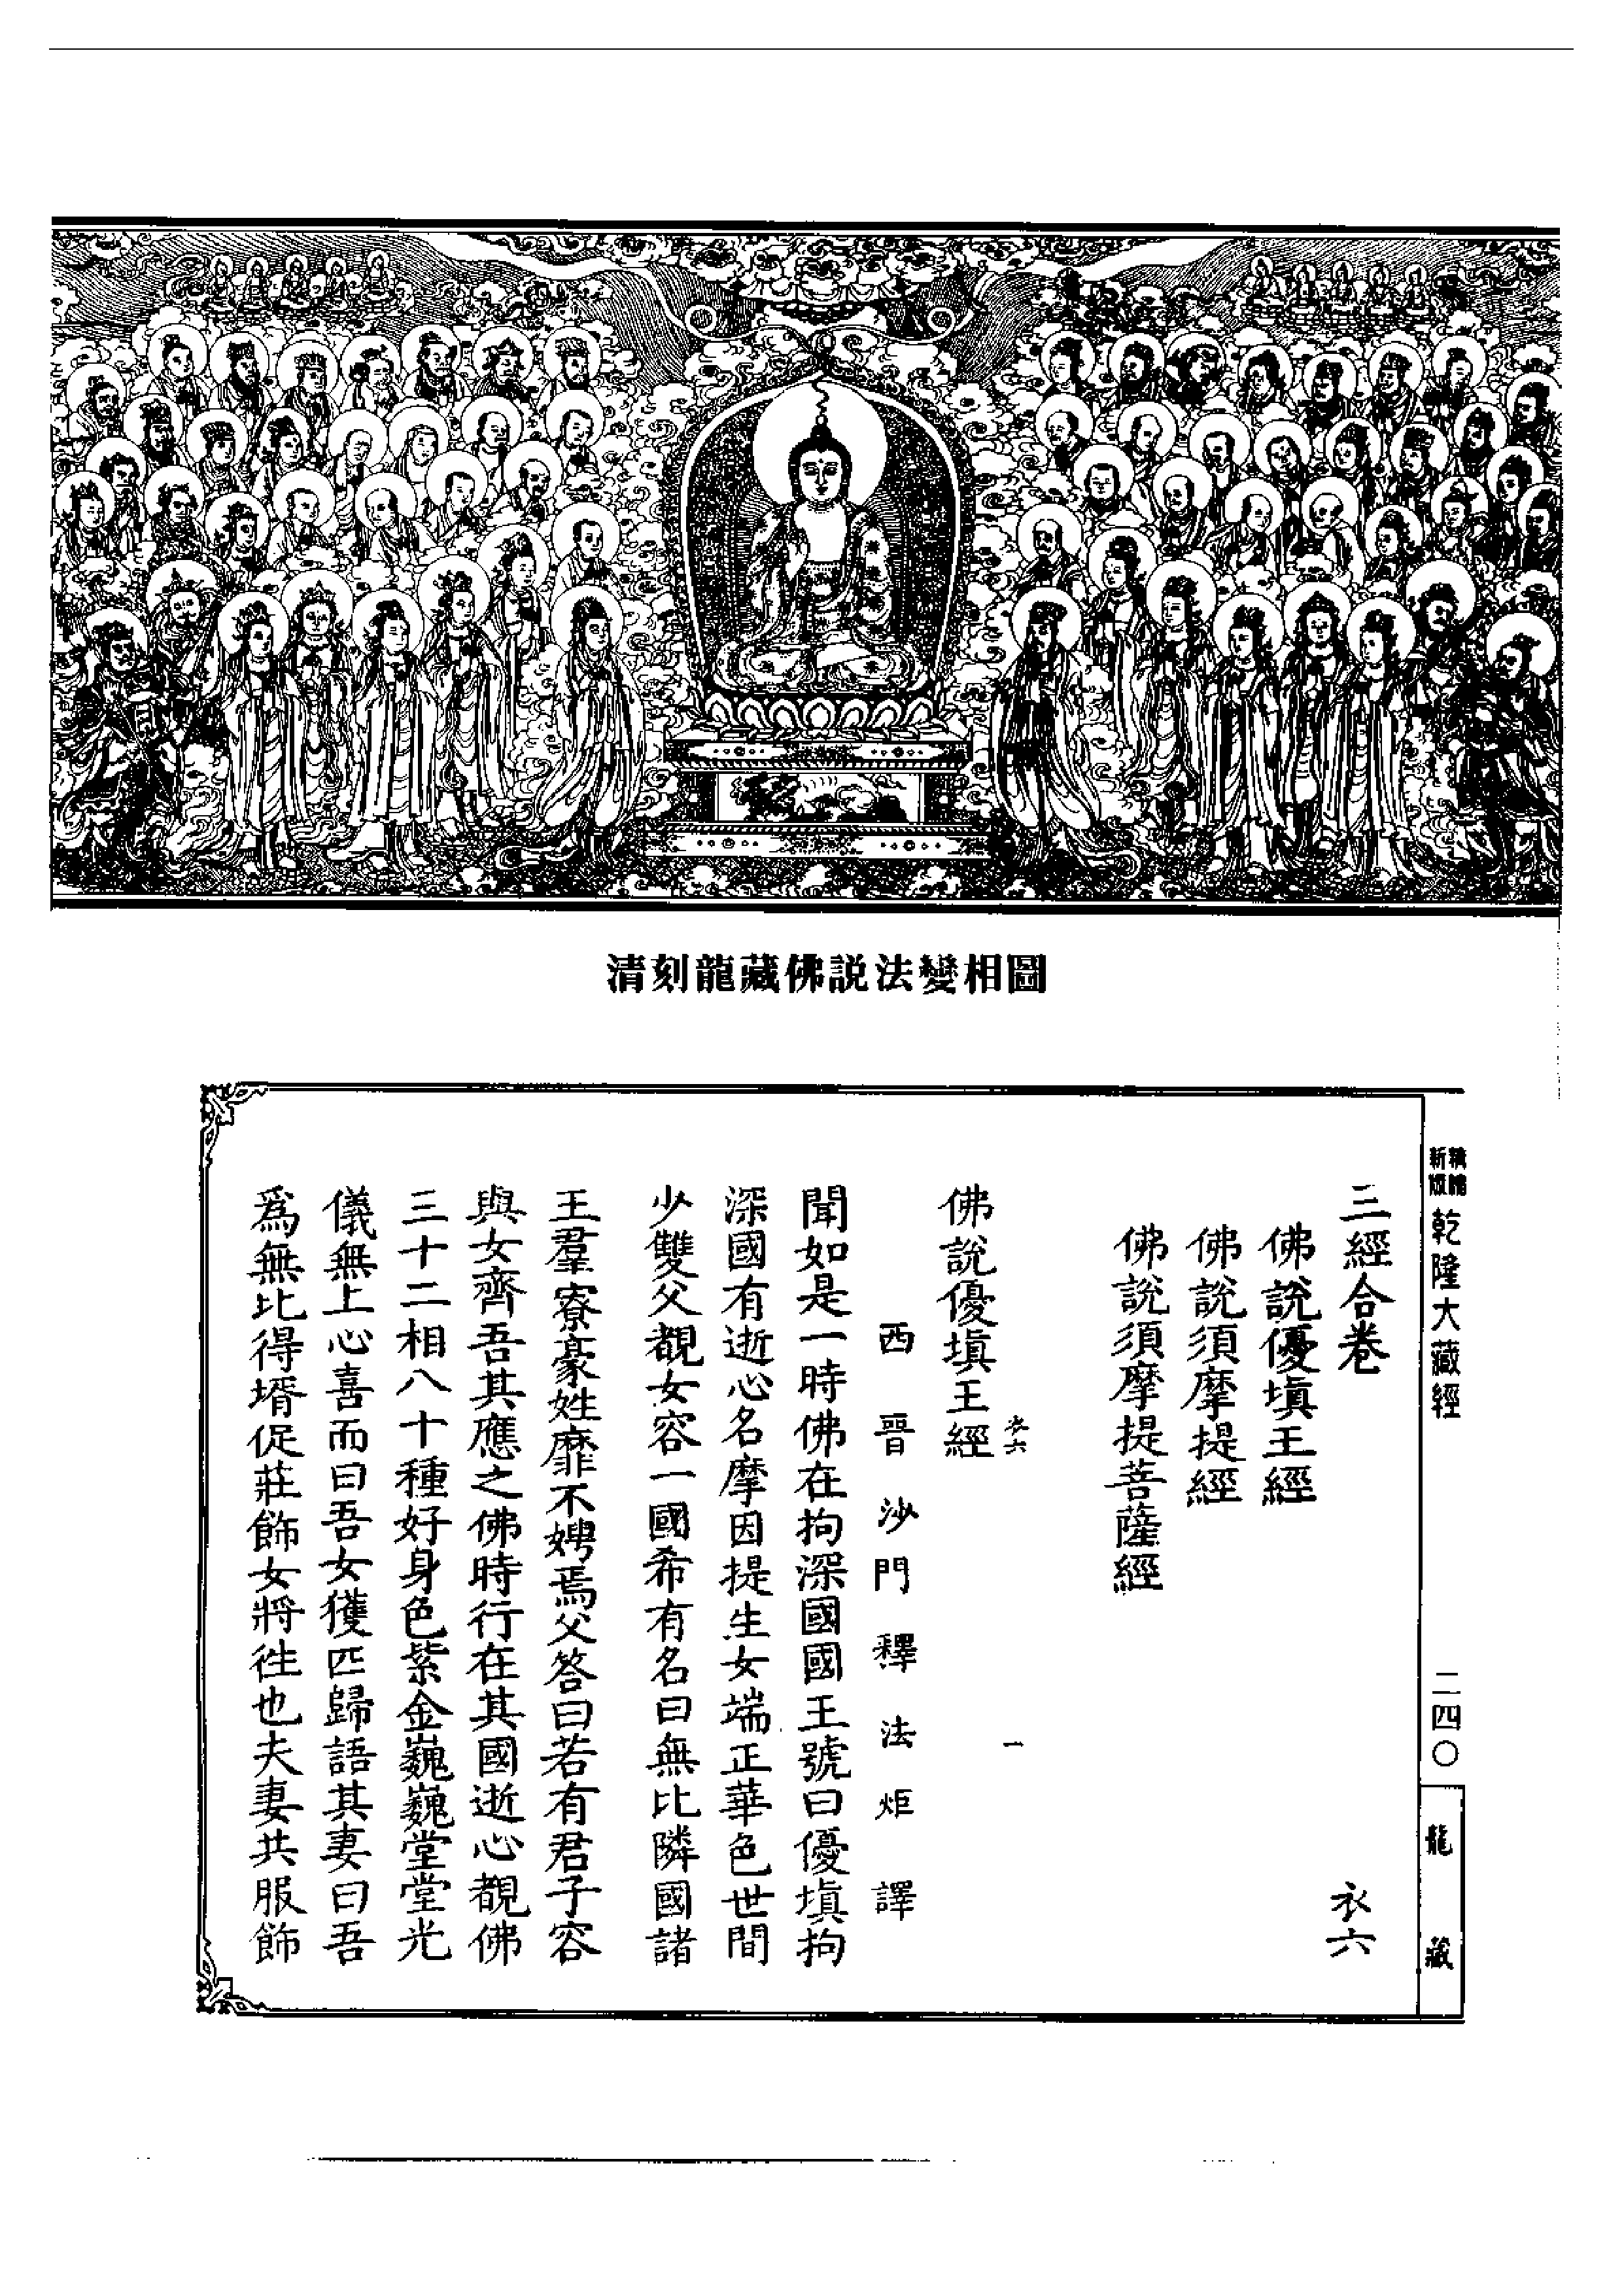 清刻龍藏佛説法變相圖
新版
精縮
乾隆大藏經
二四〇
龍藏
三經合卷
衣六
佛說優填王經
佛說須摩提經
佛說須摩提菩薩經
衣六
一
佛說優填王經
西晉沙門釋法炬譯
聞如是一時佛在拘深國國王號曰優填拘
深國有逝心名摩因提生女端正華色世間
少雙父覩女容一國希有名曰無比隣國諸
王羣寮豪姓靡不娉焉父答曰若有君子容
與女齊吾其應之佛時行在其國逝心覩佛
三十二相八十種好身色紫金巍巍堂堂光
儀無上心喜而曰吾女獲匹歸語其妻曰吾
爲無比得壻促莊飾女將徃也夫妻共服飾